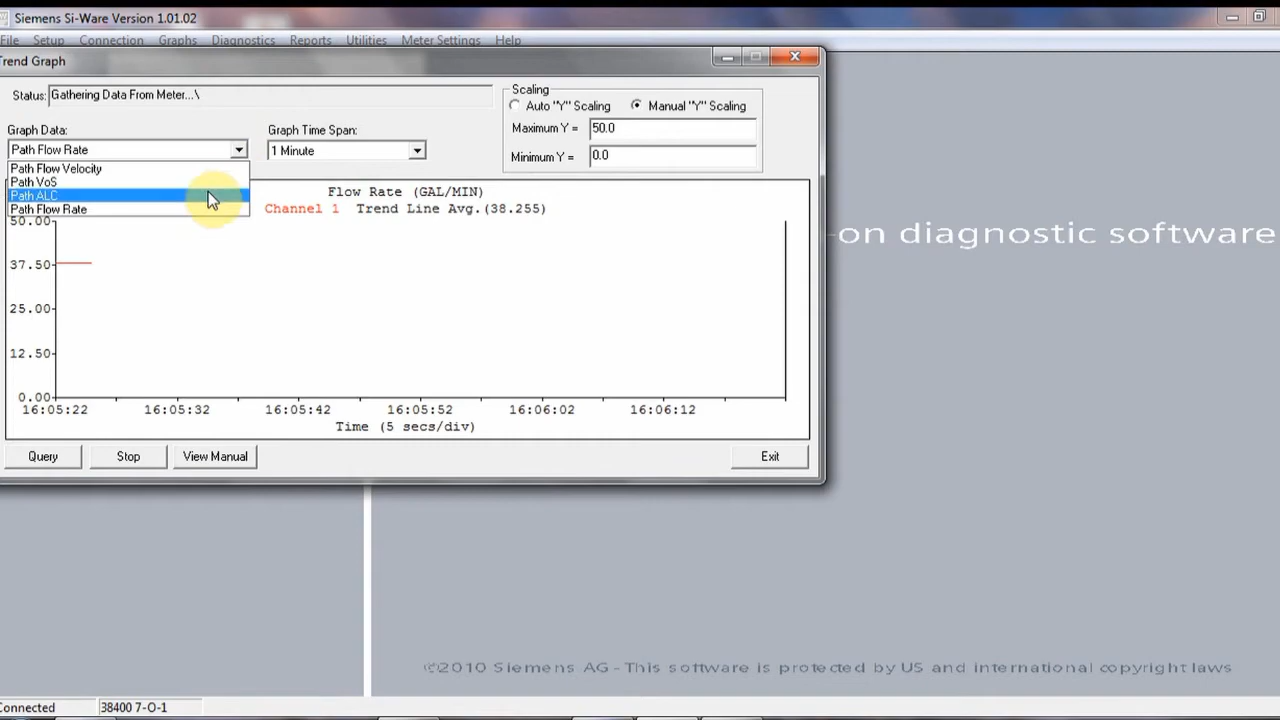 Siemens Si-Ware Version 1.01.02
File Setup Connection Graphs Diagnostics Reports Utilities Meter Settings Help
Trend Graph
Status: Gathering Data From Meter...\
Scaling
Auto "Y" Scaling Manual "Y" Scaling
Maximum Y = 50.0
Minimum Y = 0.0
Graph Data:
Path Flow Rate
Graph Time Span:
1 Minute
Path Flow Velocity
Path VoS
Path ALC
Path Flow Rate
Flow Rate (GAL/MIN)
Channel 1 Trend Line Avg.(38.255)
50.00
37.50
25.00
12.50
0.00
16:05:22 16:05:32 16:05:42 16:05:52 16:06:02 16:06:12
Time (5 secs/div)
Query Stop View Manual Exit
-on diagnostic software
©2010 Siemens AG - This software is protected by US and international copyright laws
Connected 38400 7-O-1